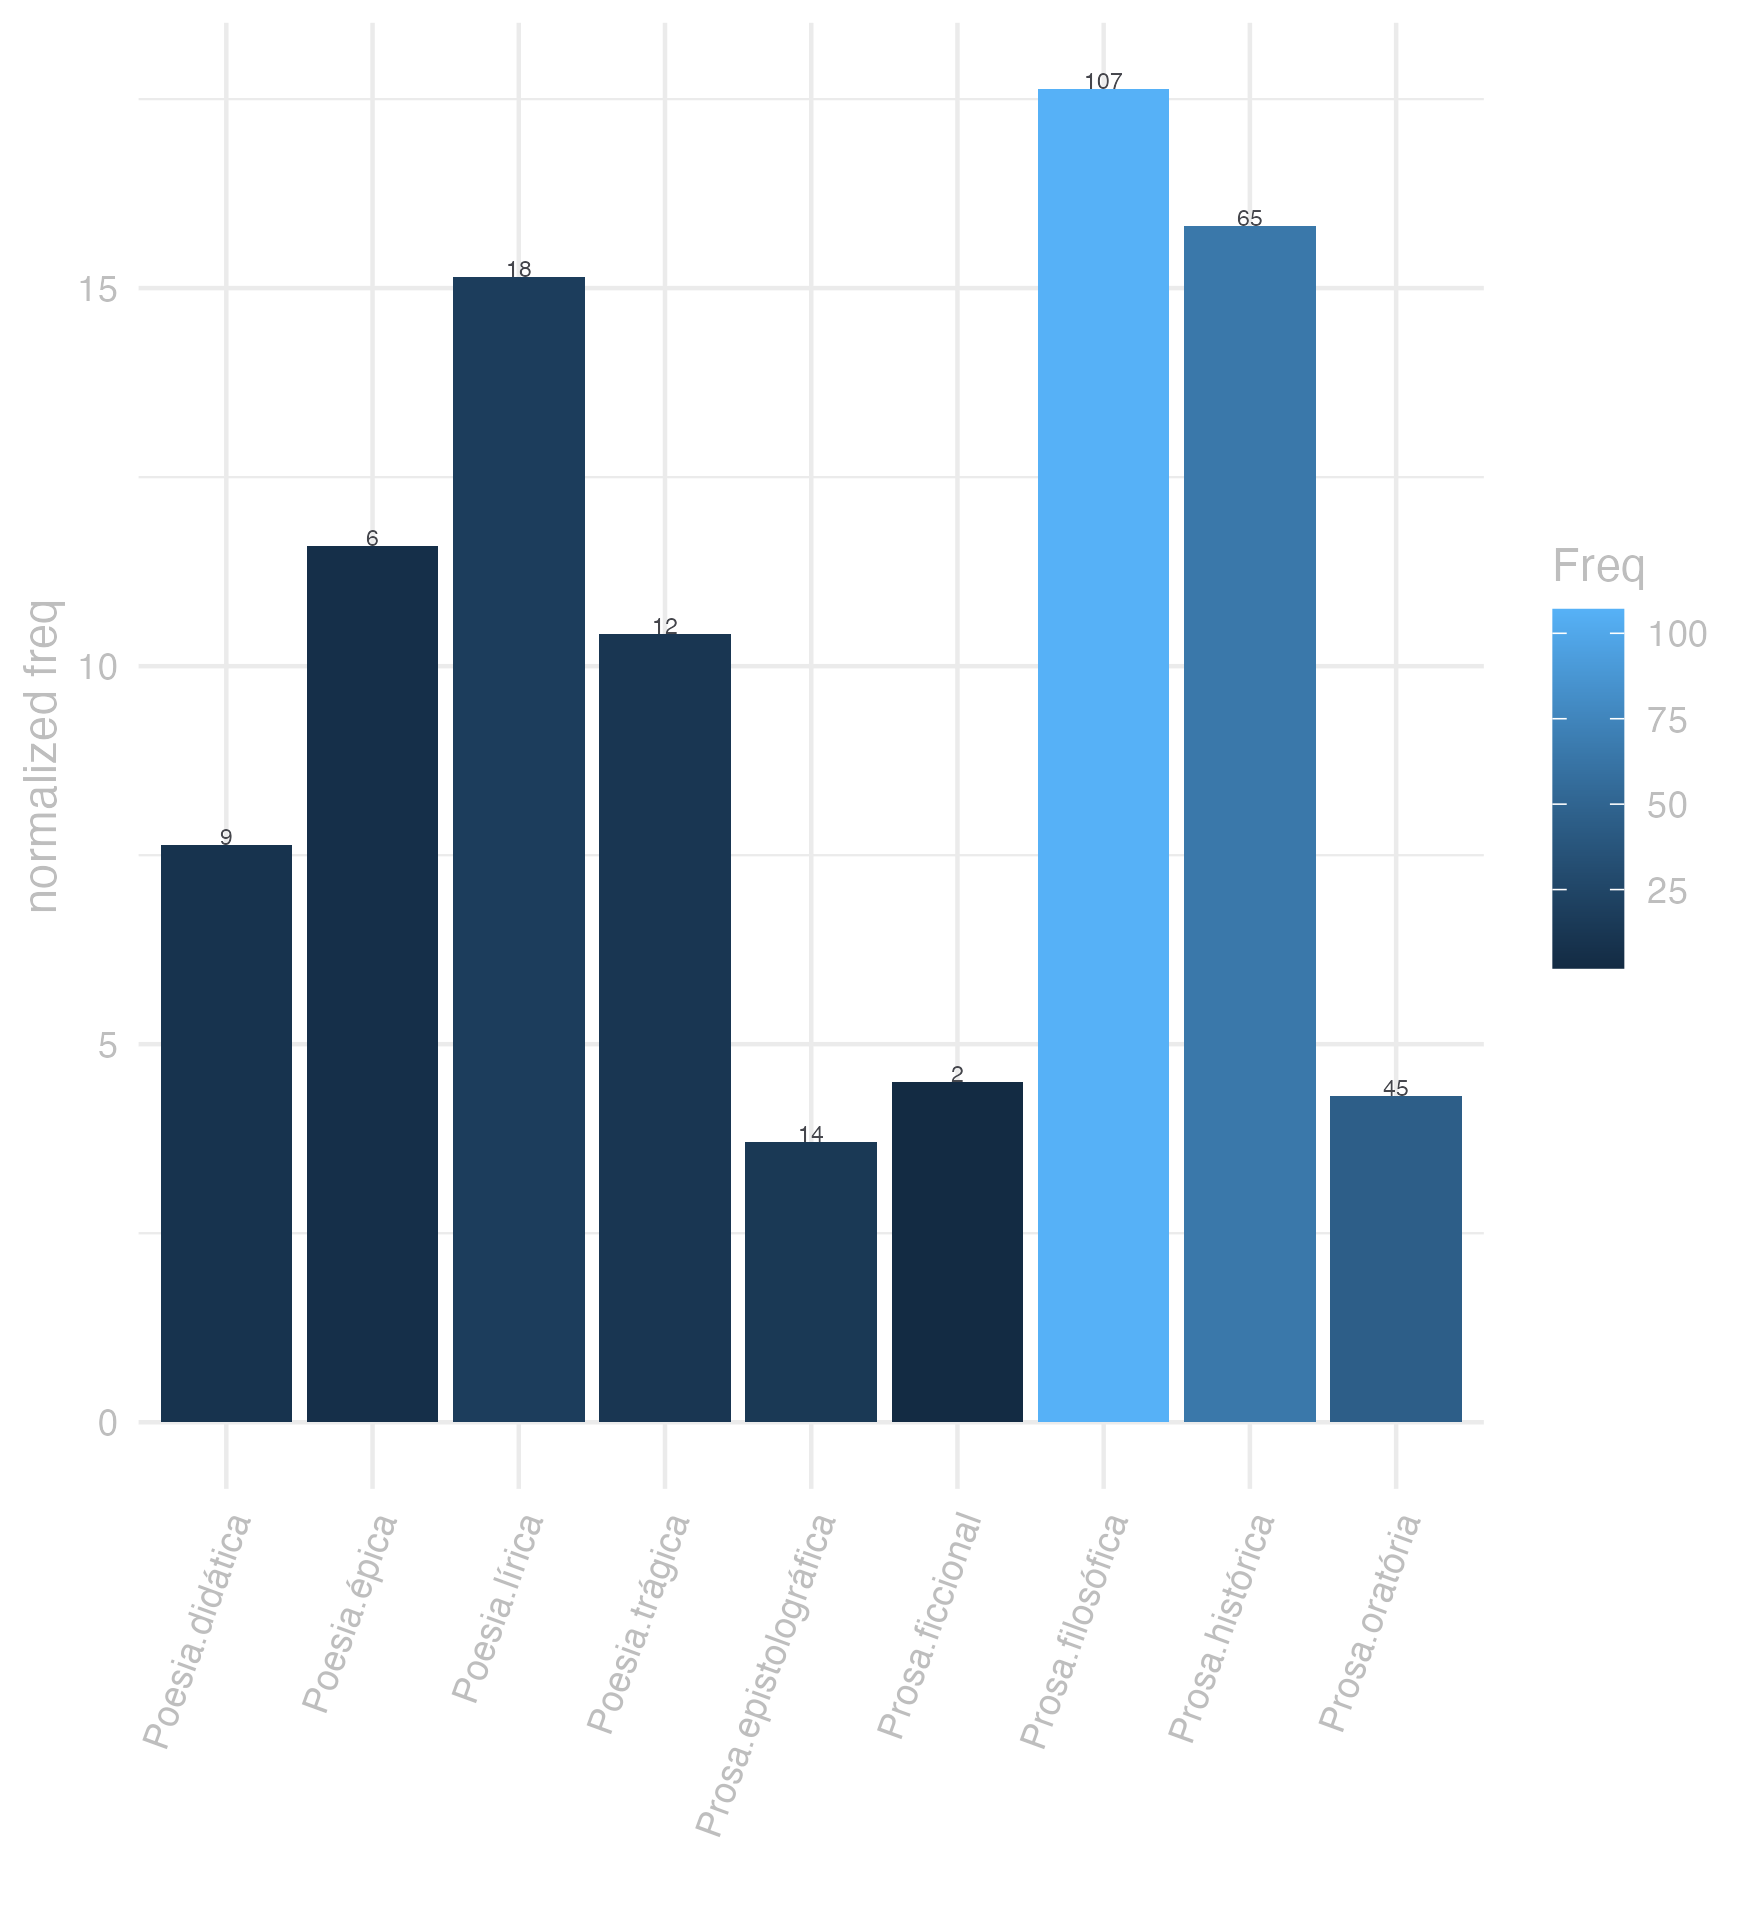 107
65
18
6
12
9
2
45
14
15
10
5
0
normalized freq
Freq
100
75
50
25
Poesia.didática
Poesia.épica
Poesia.lírica
Poesia.trágica
Prosa.epistolográfica
Prosa.ficcional
Prosa.filosófica
Prosa.histórica
Prosa.oratória